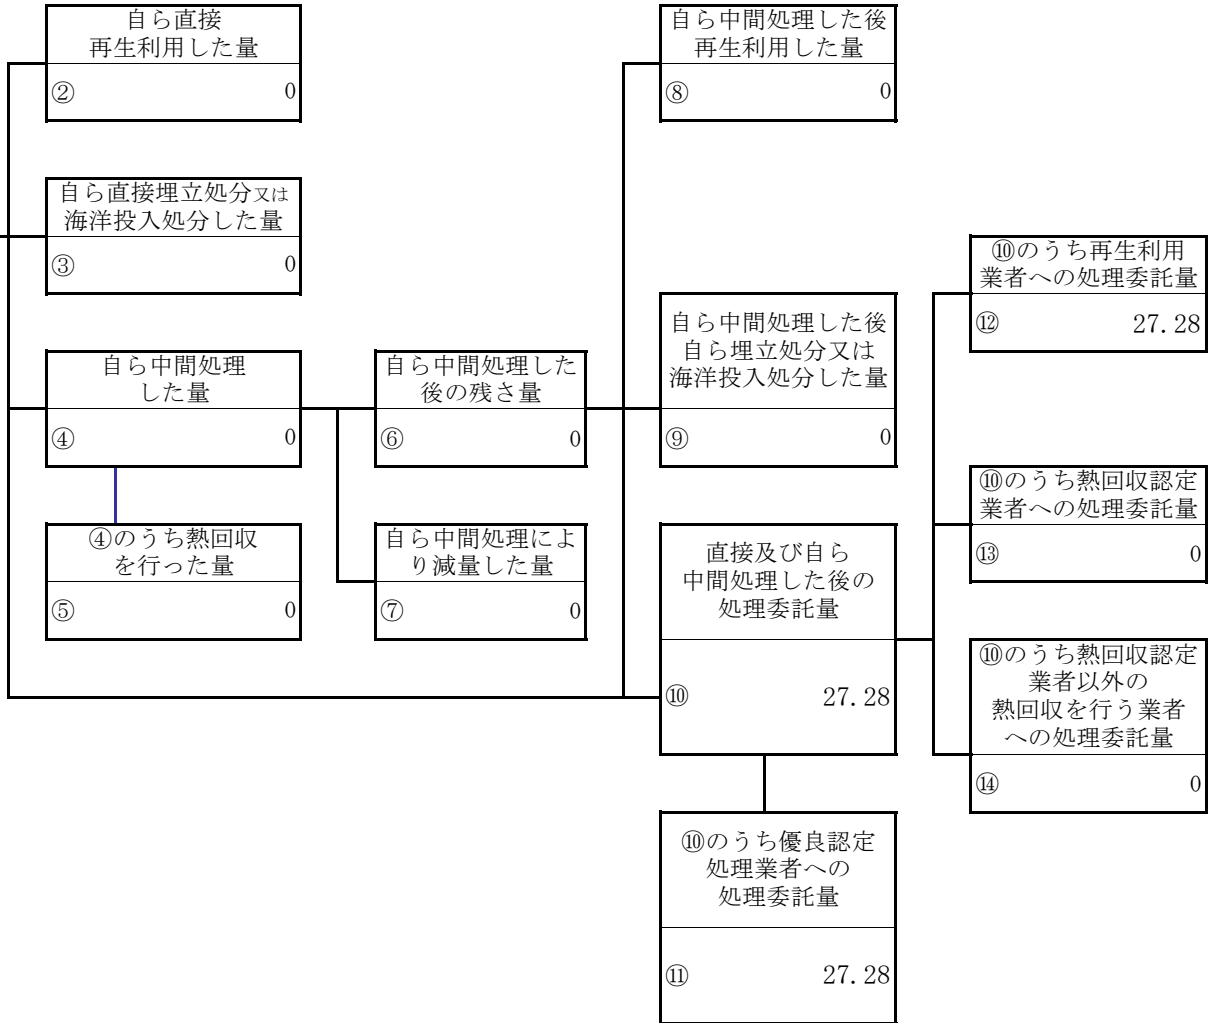 自ら直接
再生利用した量
② 0
自ら直接埋立処分又は
海洋投入処分した量
③ 0
自ら中間処理
した量
④ 0
④のうち熱回収
を行った量
⑤ 0
自ら中間処理した
後の残さ量
⑥ 0
自ら中間処理によ
り減量した量
⑦ 0
自ら中間処理した後
再生利用した量
⑧ 0
自ら中間処理した後
自ら埋立処分又は
海洋投入処分した量
⑨ 0
直接及び自ら
中間処理した後の
処理委託量
⑩ 27.28
⑩のうち優良認定
処理業者への
処理委託量
⑪ 27.28
⑩のうち再生利用
業者への処理委託量
⑫ 27.28
⑩のうち熱回収認定
業者への処理委託量
⑬ 0
⑩のうち熱回収認定
業者以外の
熱回収を行う業者
への処理委託量
⑭ 0